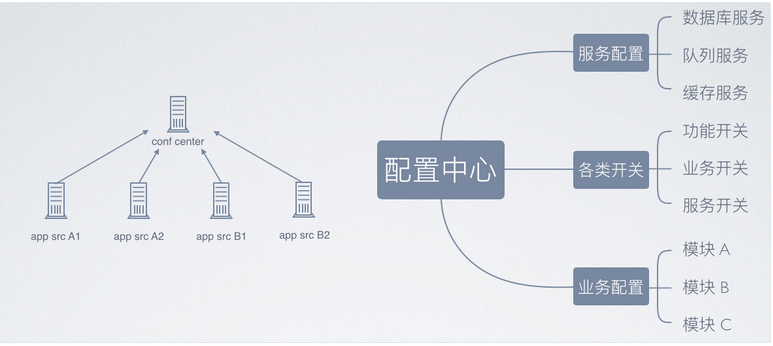 conf center
app src A1
app src A2
app src B1
app src B2
配置中心
服务配置
数据库服务
队列服务
缓存服务
各类开关
功能开关
业务开关
服务开关
业务配置
模块 A
模块 B
模块 C